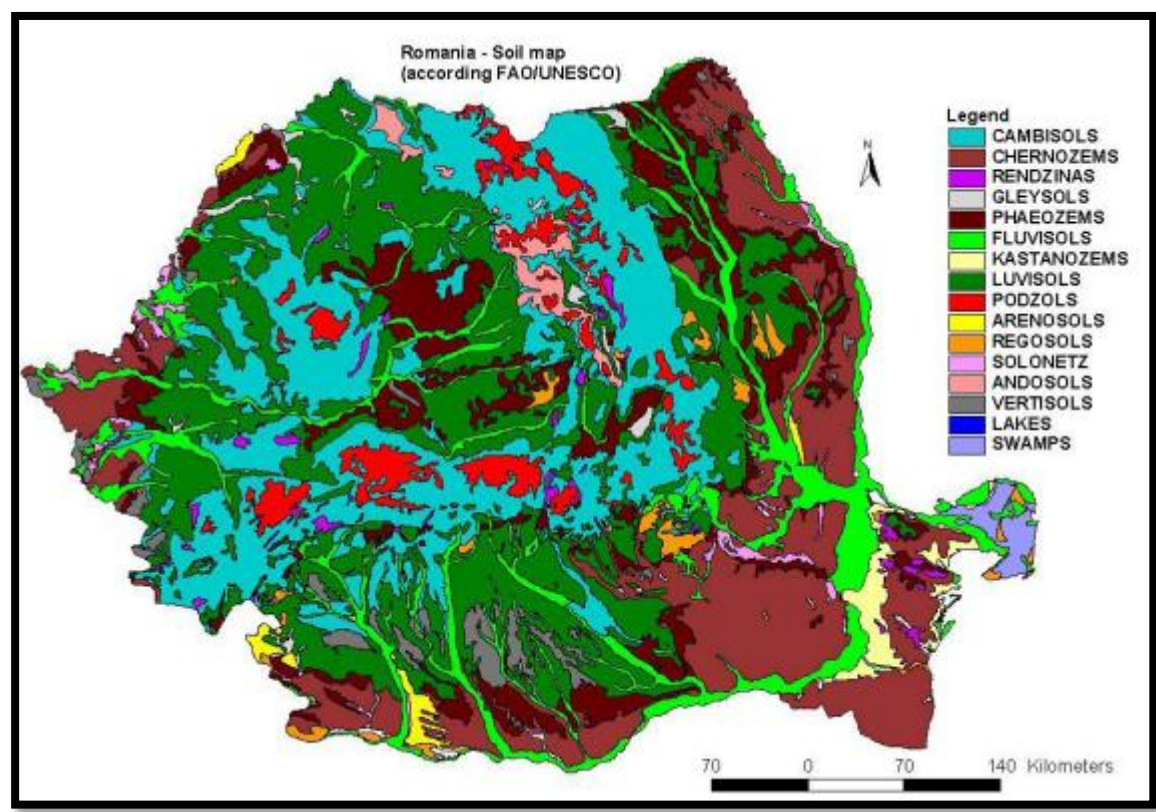 Romania - Soil map
(according FAO/UNESCO)
Legend
CAMBISOLS
CHERNOZEMS
RENDZINAS
GLEYSOLS
PHAEOZEMS
FLUVISOLS
KASTANOZEMS
LUVISOLS
PODZOLS
ARENOSOLS
REGOSOLS
SOLONETZ
ANDOSOLS
VERTISOLS
LAKES
SWAMPS
N
70 0 70 140 Kilometers